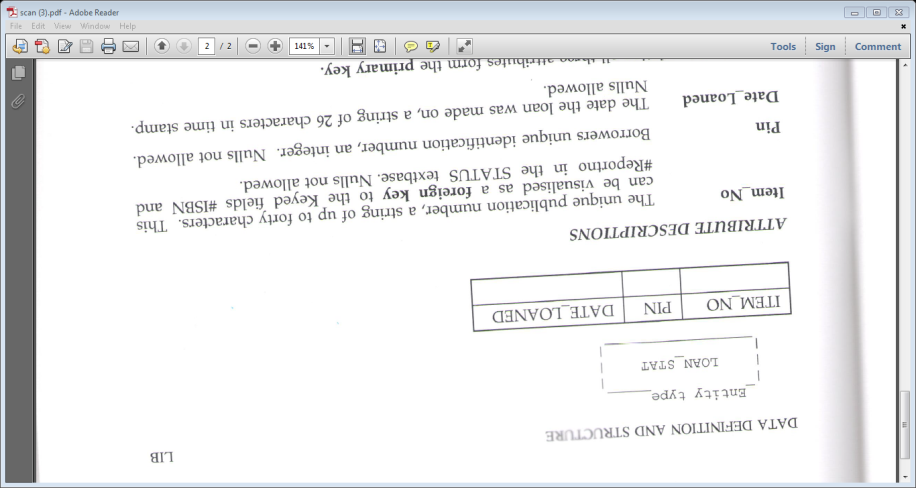 scan (3).pdf - Adobe Reader
File Edit View Window Help
2 / 2 141% Tools Sign Comment
LIB
DATA DEFINITION AND STRUCTURE
Entity type
LOAN_STAT
ITEM_NO PIN DATE_LOANED
ATTRIBUTE DESCRIPTIONS
Item_No The unique publication number, a string of up to forty characters. This
can be visualised as a foreign key to the Keyed fields #ISBN and
#Reportno in the STATUS textbase. Nulls not allowed.
Pin Borrowers unique identification number, an integer. Nulls not allowed.
Date_Loaned The date the loan was made on, a string of 26 characters in time stamp.
Nulls allowed.
attributes form the primary key.